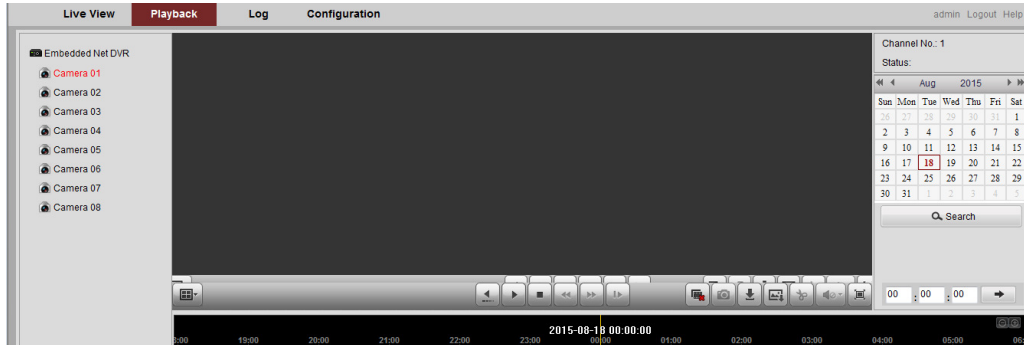 Live View Playback Log Configuration admin Logout Help
Embedded Net DVR
Camera 01
Camera 02
Camera 03
Camera 04
Camera 05
Camera 06
Camera 07
Camera 08
Channel No.: 1
Status:
Aug 2015
Sun Mon Tue Wed Thu Fri Sat
26 27 28 29 30 31 1
2 3 4 5 6 7 8
9 10 11 12 13 14 15
16 17 18 19 20 21 22
23 24 25 26 27 28 29
30 31 1 2 3 4 5
Search
00 : 00 : 00
2015-08-18 00:00:00
8:00 19:00 20:00 21:00 22:00 23:00 00:00 01:00 02:00 03:00 04:00 05:00 06: